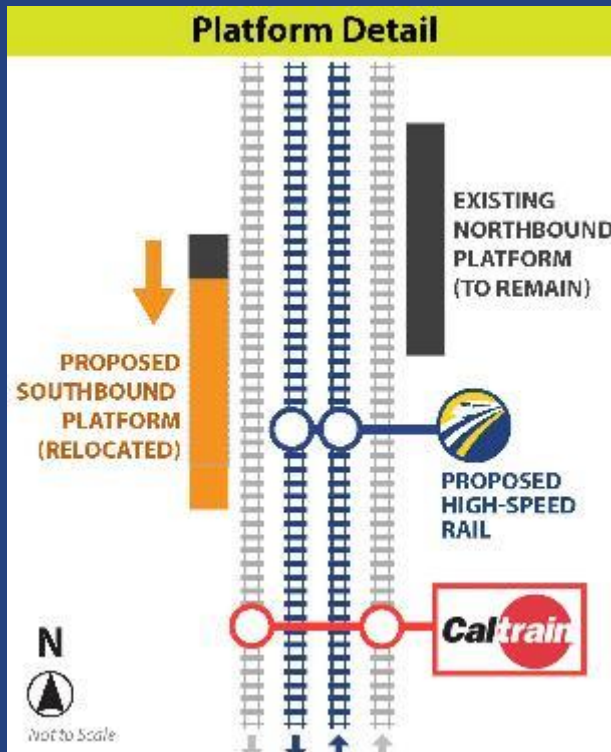 Platform Detail
EXISTING
NORTHBOUND
PLATFORM
(TO REMAIN)
PROPOSED
SOUTHBOUND
PLATFORM
(RELOCATED)
PROPOSED
HIGH-SPEED
RAIL
Caltrain
N
Not to Scale